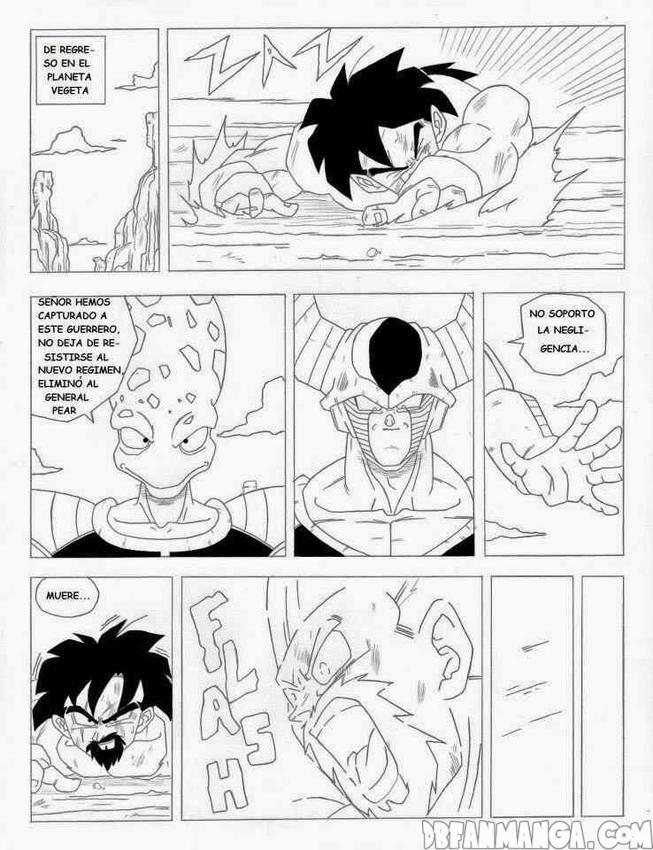 DE REGRE-
SO EN EL
PLANETA
VEGETA
ZAZ
SEÑOR HEMOS
CAPTURADO A
ESTE GUERRERO,
NO DEJA DE RE-
SISTIRSE AL
NUEVO REGIMEN,
ELIMINÓ AL
GENERAL
PEAR
NO SOPORTO
LA NEGLI-
GENCIA...
MUERE...
FLASH
DBFANMANGA.COM